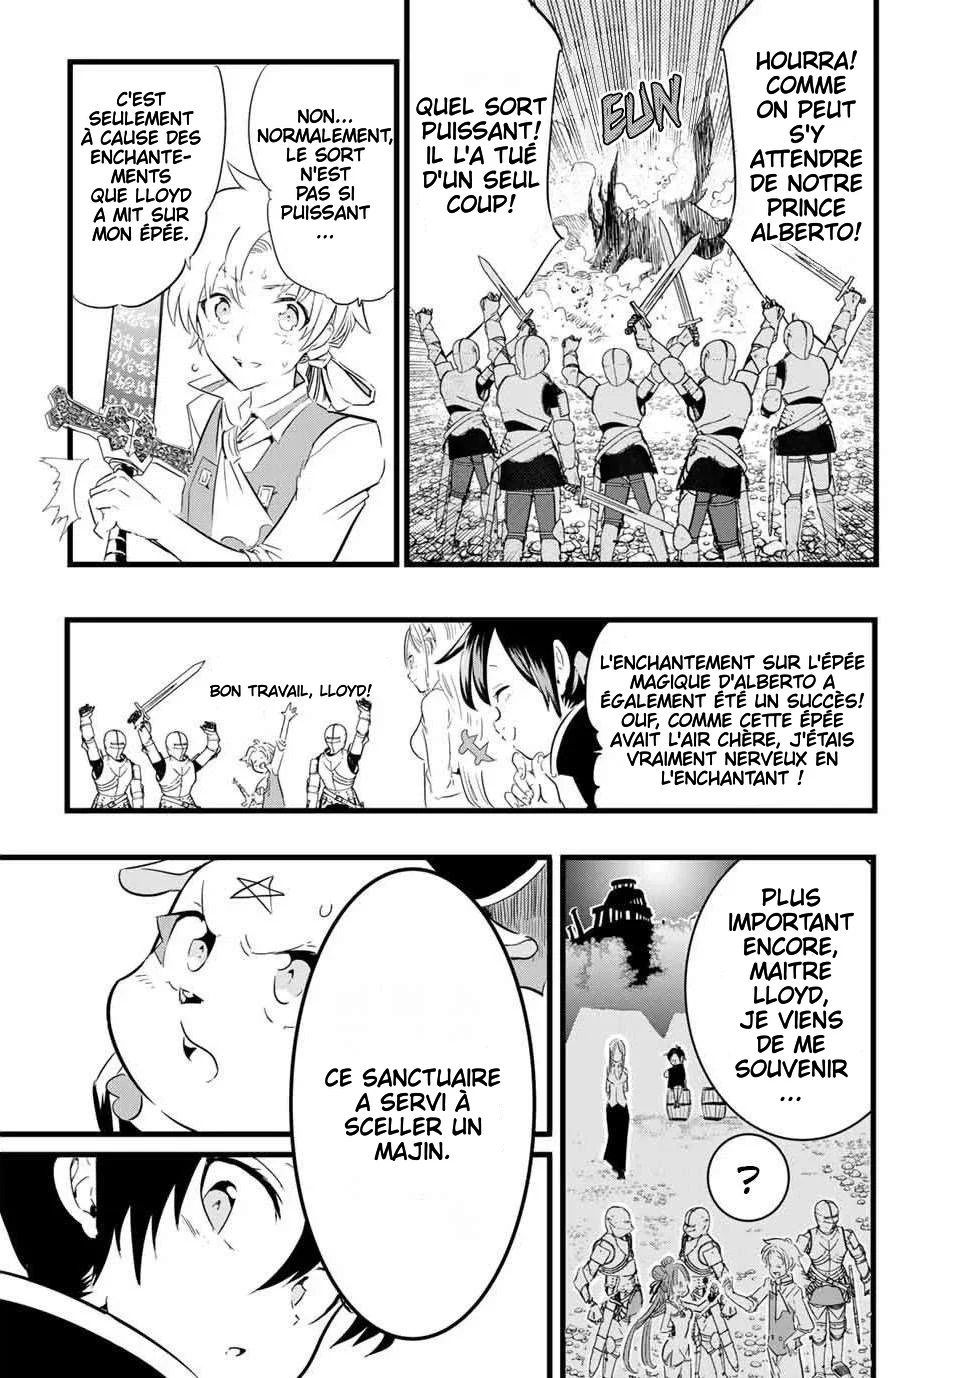 HOURRA!
COMME
ON PEUT
S'Y
ATTENDRE
DE NOTRE
PRINCE
ALBERTO!
EUN
QUEL SORT
PUISSANT!
IL L'A TUÉ
D'UN SEUL
COUP!
NON...
NORMALEMENT,
LE SORT
N'EST
PAS SI
PUISSANT
...
C'EST
SEULEMENT
À CAUSE DES
ENCHANTE-
MENTS
QUE LLOYD
A MIT SUR
MON ÉPÉE.
L'ENCHANTEMENT SUR L'ÉPÉE
MAGIQUE D'ALBERTO A
ÉGALEMENT ÉTÉ UN SUCCÈS!
OUF, COMME CETTE ÉPÉE
AVAIT L'AIR CHÈRE, J'ÉTAIS
VRAIMENT NERVEUX EN
L'ENCHANTANT !
BON TRAVAIL, LLOYD!
PLUS
IMPORTANT
ENCORE,
MAITRE
LLOYD,
JE VIENS
DE ME
SOUVENIR
...
?
CE SANCTUAIRE
A SERVI À
SCELLER UN
MAJIN.